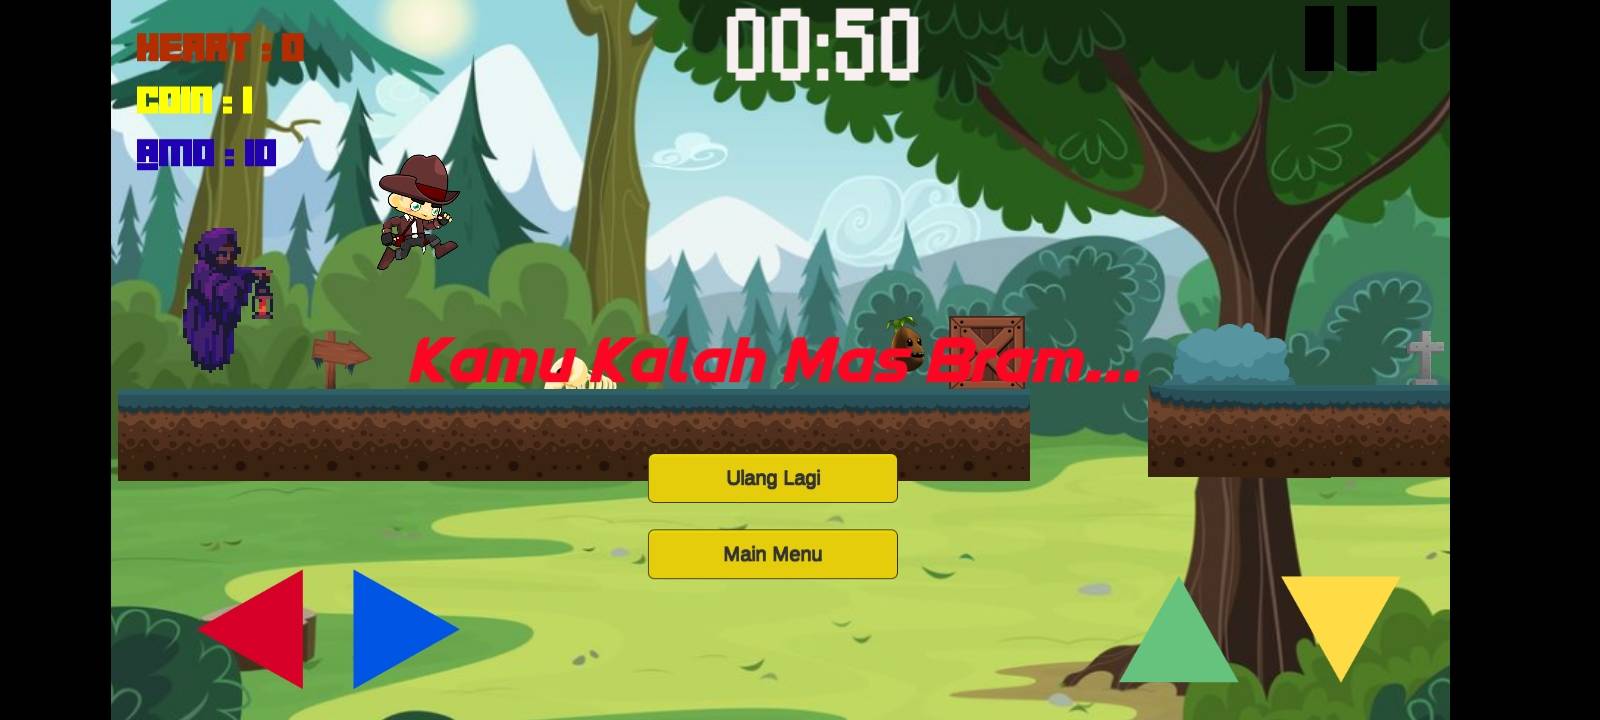 HEART : 0
00:50
COIN : 1
AMO : 10
Kamu Kalah Mas Bram...
Ulang Lagi
Main Menu